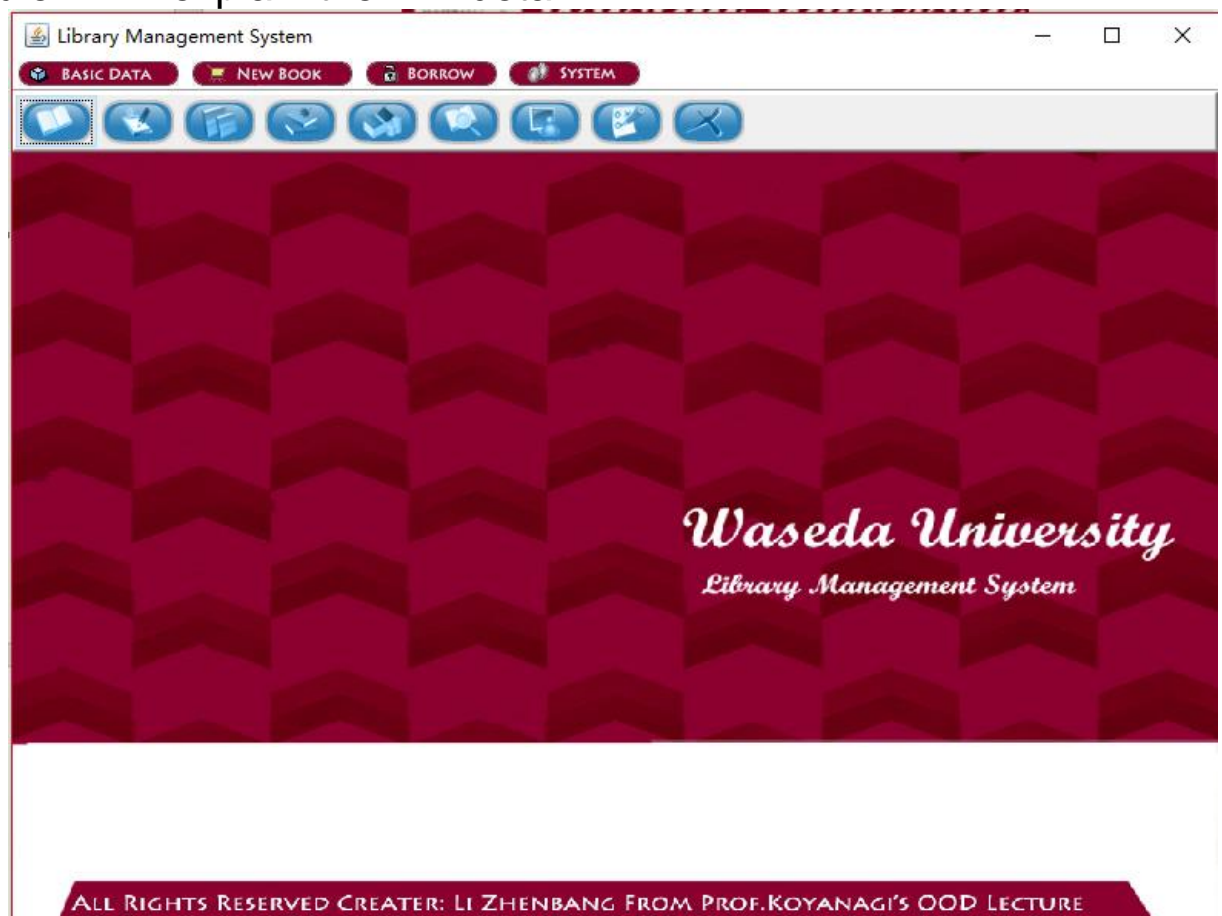 Library Management System
BASIC DATA NEW BOOK BORROW SYSTEM
Waseda University
Library Management System
ALL RIGHTS RESERVED CREATER: LI ZHENBANG FROM PROF.KOYANAGI'S OOD LECTURE